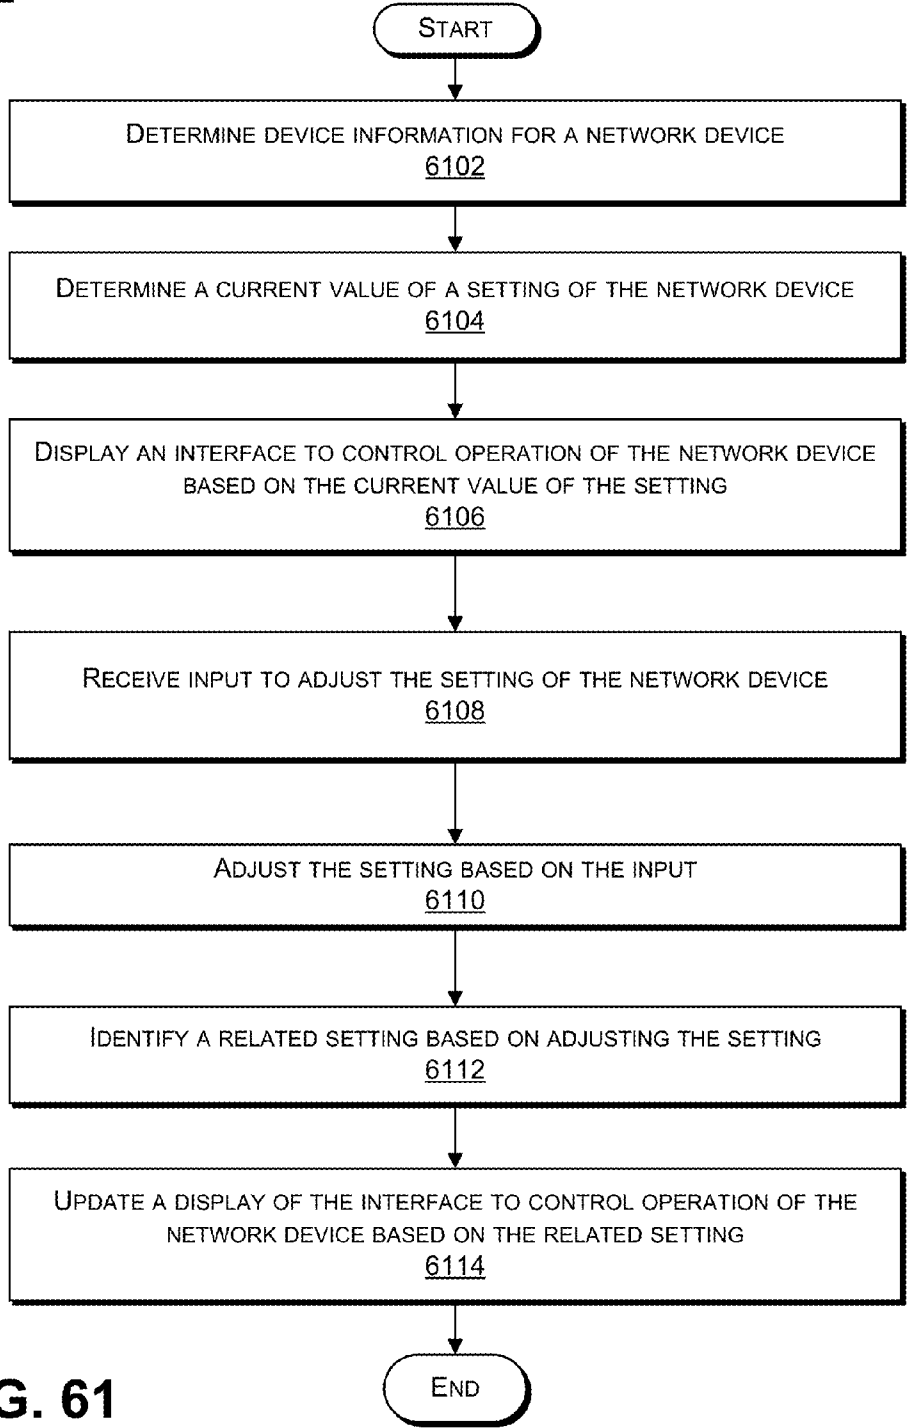 START
DETERMINE DEVICE INFORMATION FOR A NETWORK DEVICE
6102
DETERMINE A CURRENT VALUE OF A SETTING OF THE NETWORK DEVICE
6104
DISPLAY AN INTERFACE TO CONTROL OPERATION OF THE NETWORK DEVICE
BASED ON THE CURRENT VALUE OF THE SETTING
6106
RECEIVE INPUT TO ADJUST THE SETTING OF THE NETWORK DEVICE
6108
ADJUST THE SETTING BASED ON THE INPUT
6110
IDENTIFY A RELATED SETTING BASED ON ADJUSTING THE SETTING
6112
UPDATE A DISPLAY OF THE INTERFACE TO CONTROL OPERATION OF THE
NETWORK DEVICE BASED ON THE RELATED SETTING
6114
END
G. 61